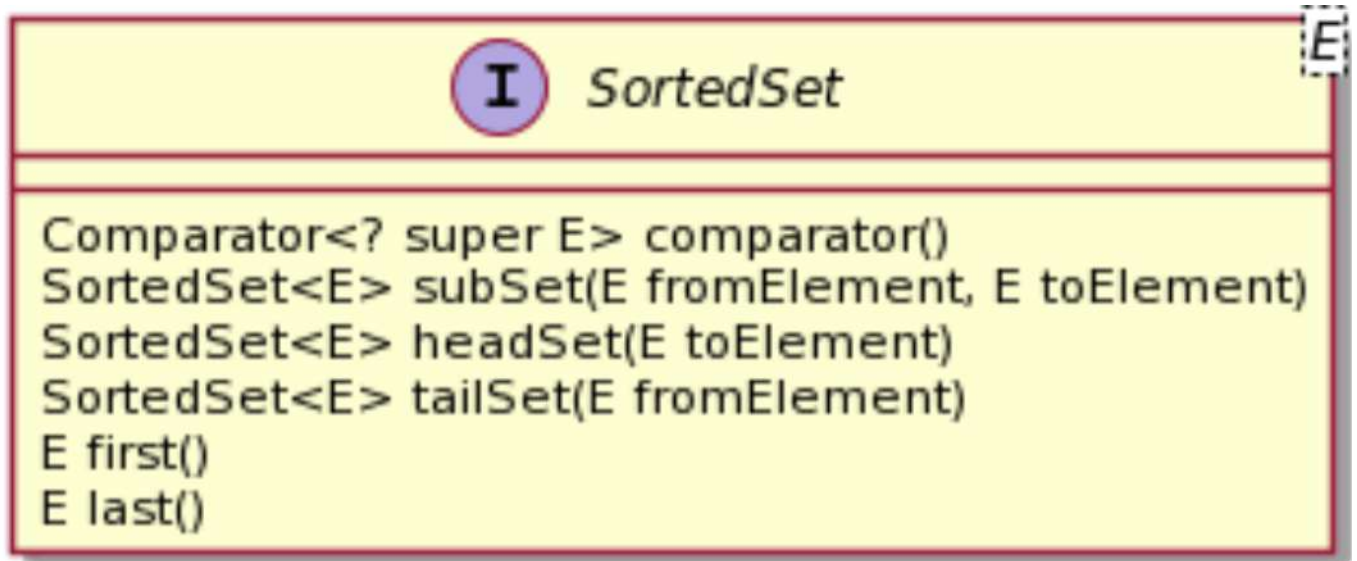 E
I SortedSet
Comparator<? super E> comparator()
SortedSet<E> subSet(E fromElement, E toElement)
SortedSet<E> headSet(E toElement)
SortedSet<E> tailSet(E fromElement)
E first()
E last()